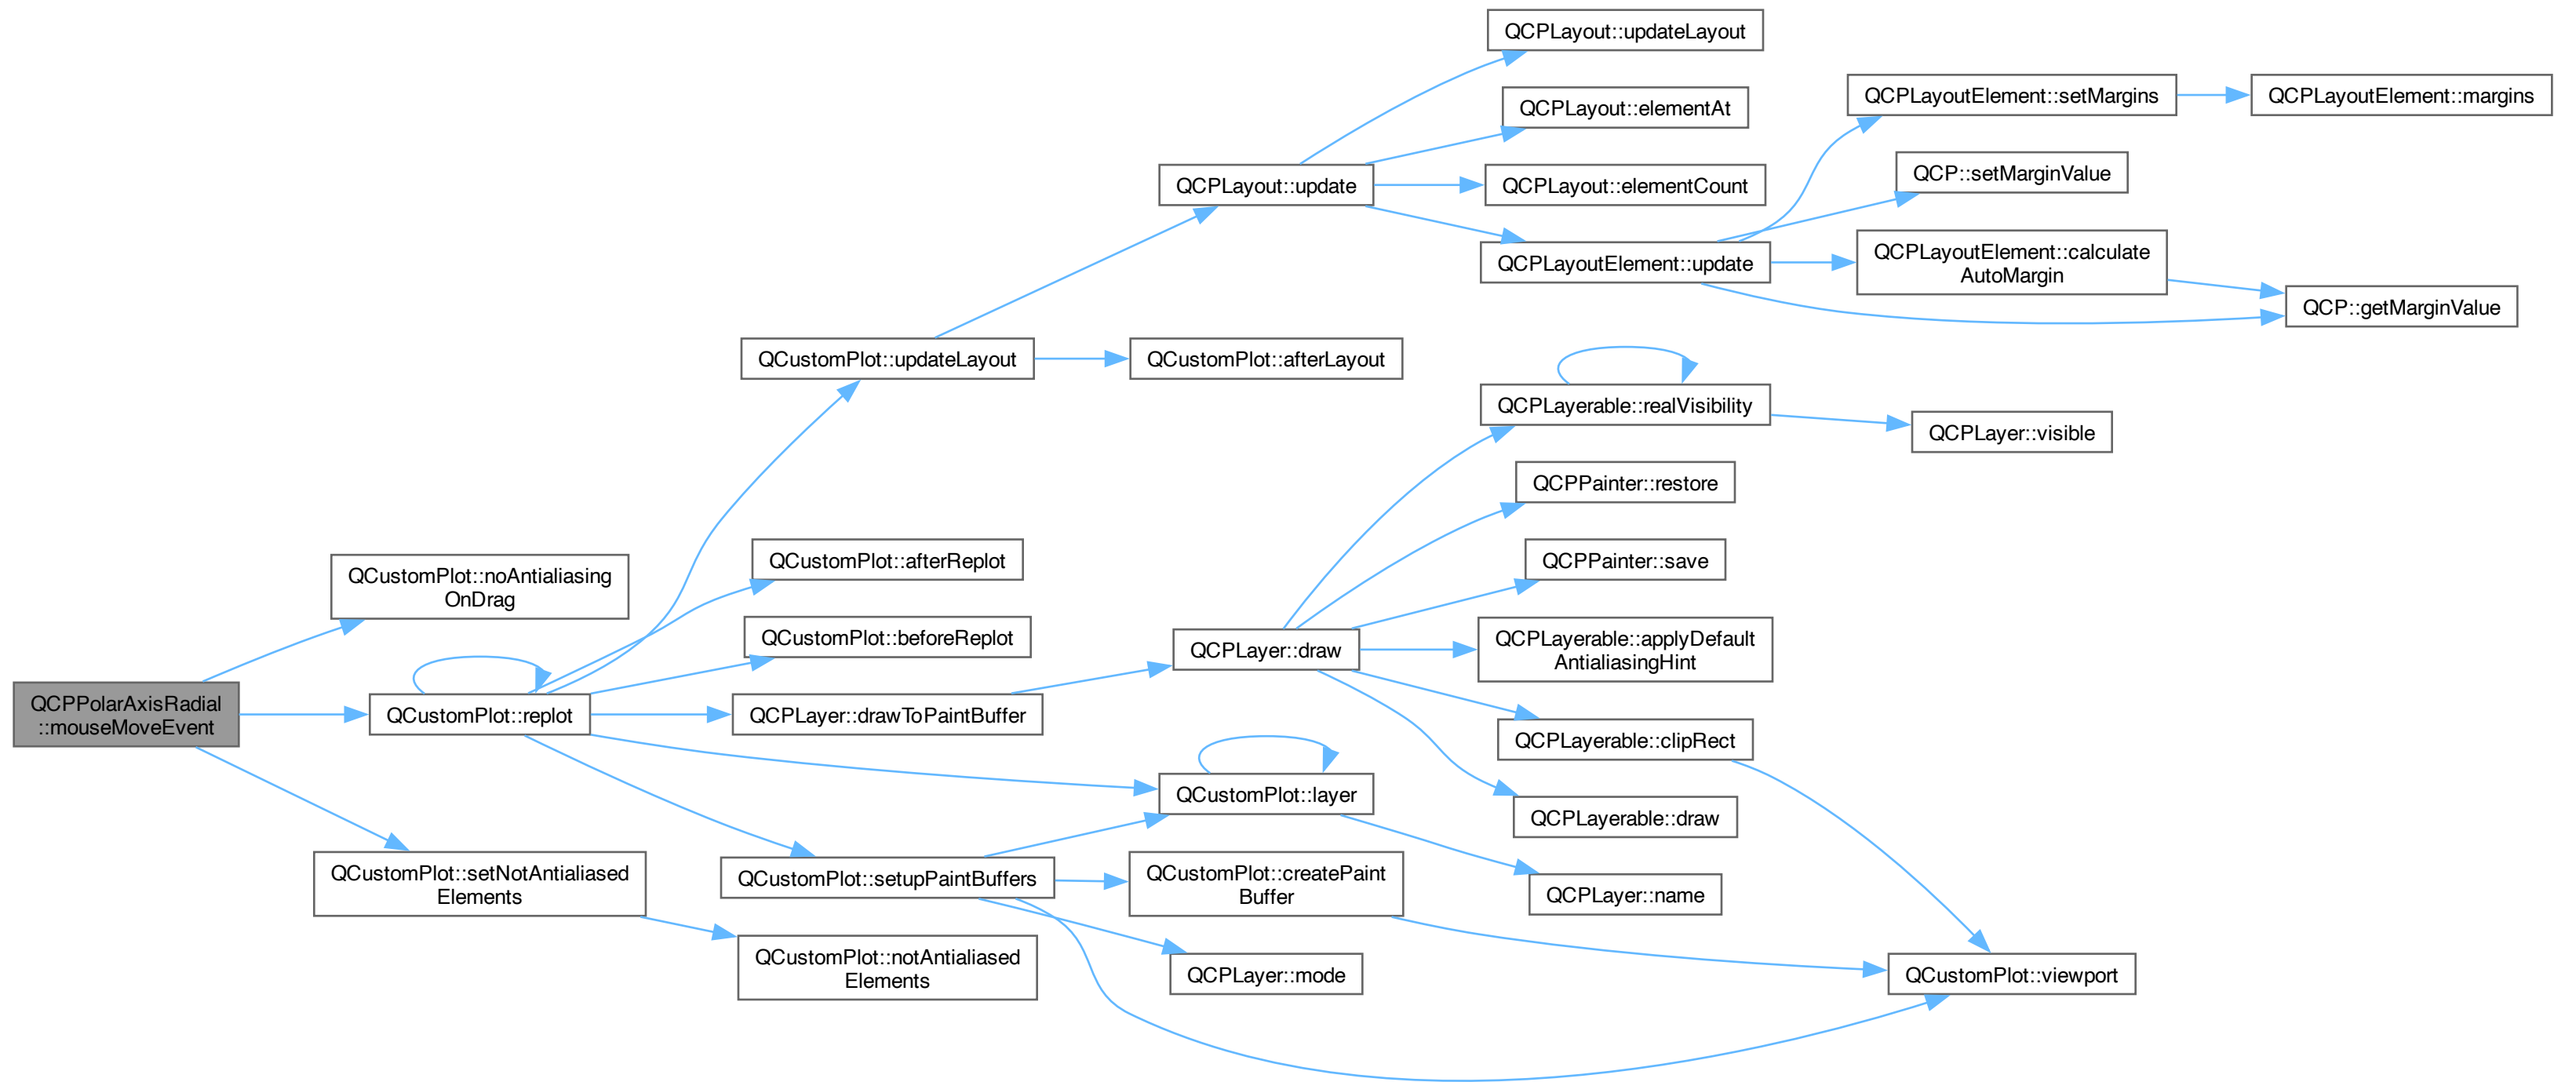 QCPPolarAxisRadial
::mouseMoveEvent
QCustomPlot::noAntialiasing
OnDrag
QCustomPlot::replot
QCustomPlot::setNotAntialiased
Elements
QCustomPlot::updateLayout
QCustomPlot::afterReplot
QCustomPlot::beforeReplot
QCPLayer::drawToPaintBuffer
QCustomPlot::setupPaintBuffers
QCustomPlot::notAntialiased
Elements
QCPLayout::update
QCustomPlot::afterLayout
QCPLayer::draw
QCustomPlot::layer
QCustomPlot::createPaint
Buffer
QCPLayer::mode
QCPLayout::updateLayout
QCPLayout::elementAt
QCPLayout::elementCount
QCPLayoutElement::update
QCPLayerable::realVisibility
QCPPainter::restore
QCPPainter::save
QCPLayerable::applyDefault
AntialiasingHint
QCPLayerable::clipRect
QCPLayerable::draw
QCPLayer::name
QCPLayoutElement::setMargins
QCP::setMarginValue
QCPLayoutElement::calculate
AutoMargin
QCPLayer::visible
QCustomPlot::viewport
QCPLayoutElement::margins
QCP::getMarginValue